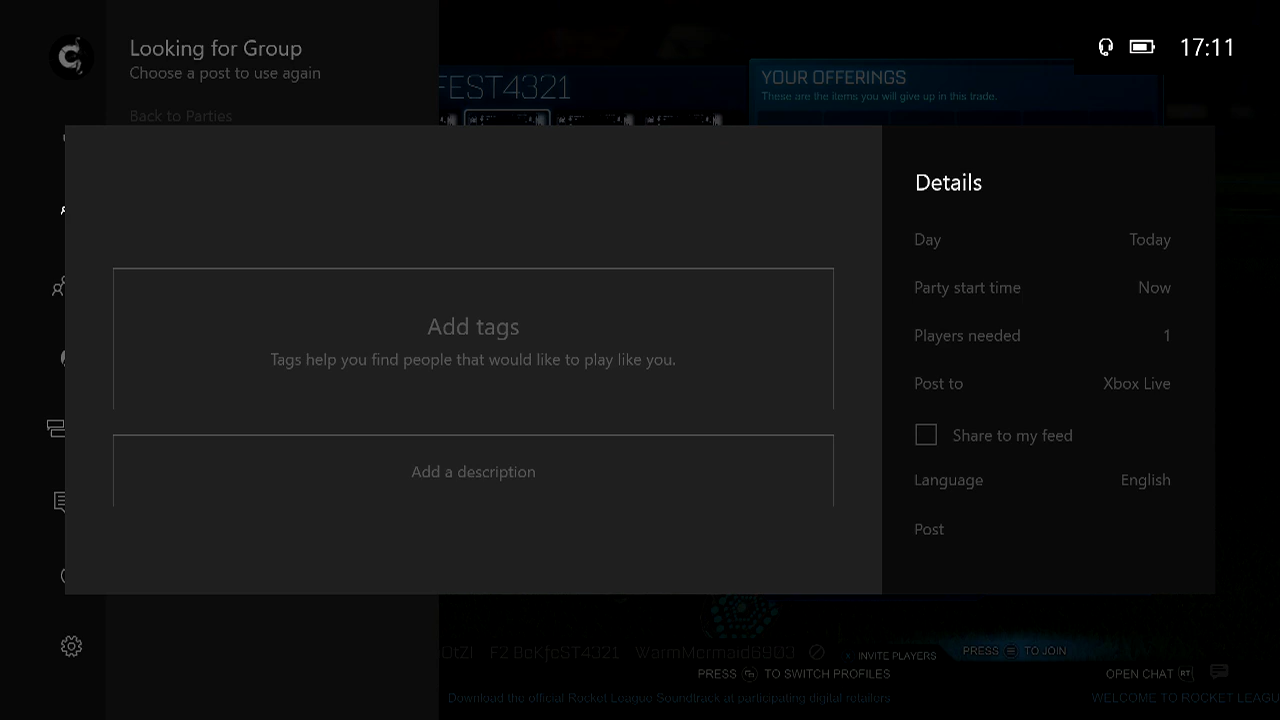 Looking for Group
Choose a post to use again
Back to Parties
17:11
FEST4321
YOUR OFFERINGS
These are the items you will give up in this trade.
Add tags
Tags help you find people that would like to play like you.
Add a description
Details
Day Today
Party start time Now
Players needed 1
Post to Xbox Live
Share to my feed
Language English
Post
WarmMermaid6903
INVITE PLAYERS
PRESS TO JOIN
PRESS TO SWITCH PROFILES
OPEN CHAT RT
Download the official Rocket League Soundtrack at participating digital retailers
WELCOME TO ROCKET LEAGU